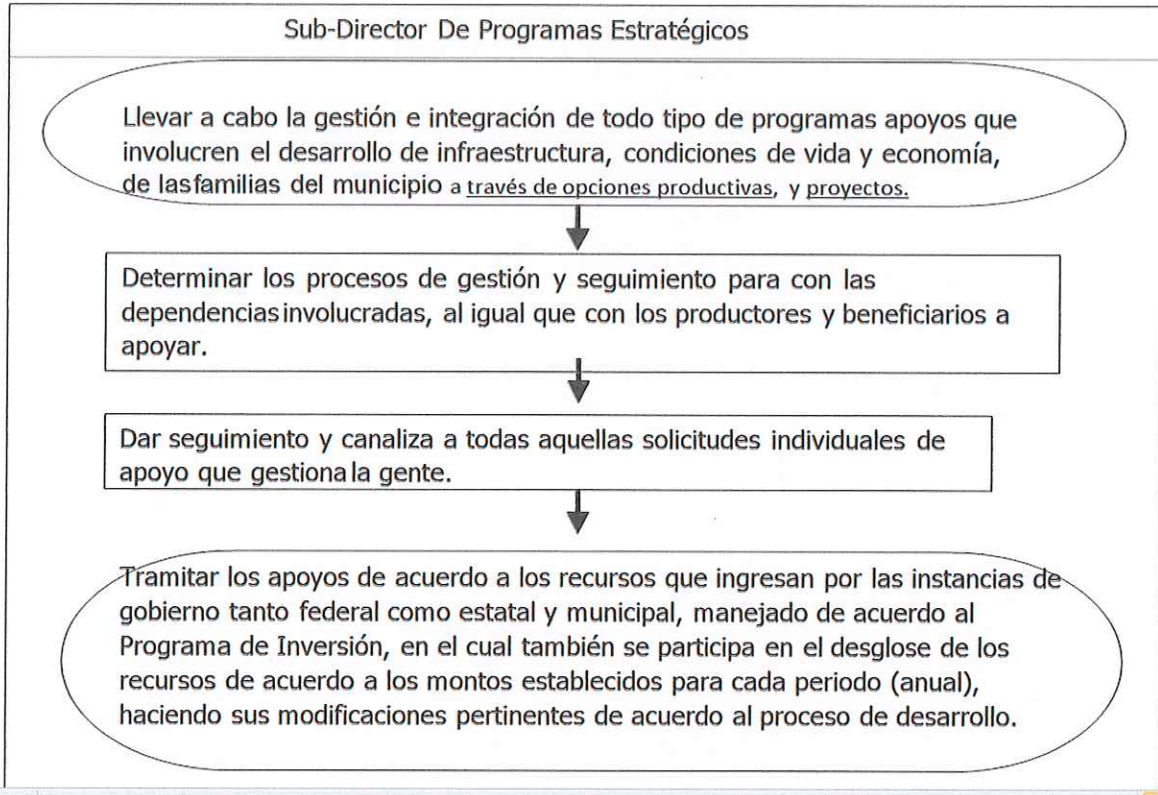 Sub-Director De Programas Estratégicos
Llevar a cabo la gestión e integración de todo tipo de programas apoyos que
involucren el desarrollo de infraestructura, condiciones de vida y economía,
de lasfamilias del municipio a través de opciones productivas, y proyectos.
Determinar los procesos de gestión y seguimiento para con las
dependenciasinvolucradas, al igual que con los productores y beneficiarios a
apoyar.
Dar seguimiento y canaliza a todas aquellas solicitudes individuales de
apoyo que gestionala gente.
Tramitar los apoyos de acuerdo a los recursos que ingresan por las instancias de
gobierno tanto federal como estatal y municipal, manejado de acuerdo al
Programa de Inversión, en el cual también se participa en el desglose de los
recursos de acuerdo a los montos establecidos para cada periodo (anual),
haciendo sus modificaciones pertinentes de acuerdo al proceso de desarrollo.